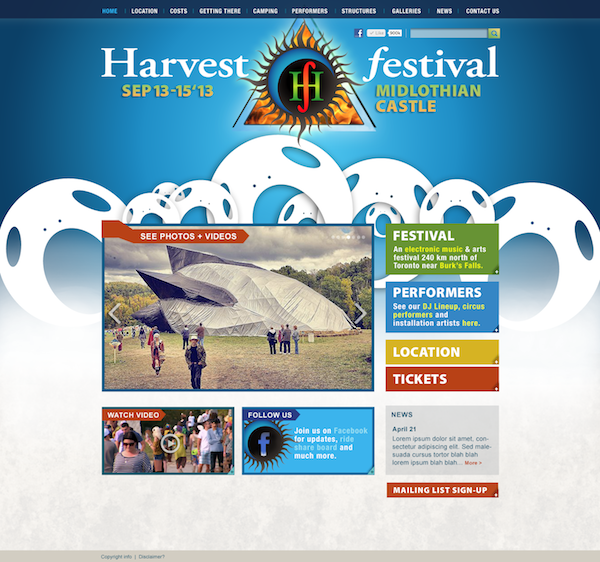 HOME LOCATION COSTS GETTING THERE CAMPING PERFORMERS STRUCTURES GALLERIES NEWS CONTACT US
Harvest festival
SEP 13-15'13
MIDLOTHIAN
CASTLE
SEE PHOTOS + VIDEOS
FESTIVAL
An electronic music & arts
festival 240 km north of
Toronto near Burk's Falls.
PERFORMERS
See our DJ Lineup, circus
performers and
installation artists here.
LOCATION
TICKETS
WATCH VIDEO
FOLLOW US
Join us on Facebook
for updates, ride
share board and
much more.
NEWS
April 21
Lorem ipsum dolor sit amet, con-
sectetur adipiscing elit. Sed male-
suada cursus tortor blah blah
lorem ipsum blah blah... More >
MAILING LIST SIGN-UP
Copyright info | Disclaimer?